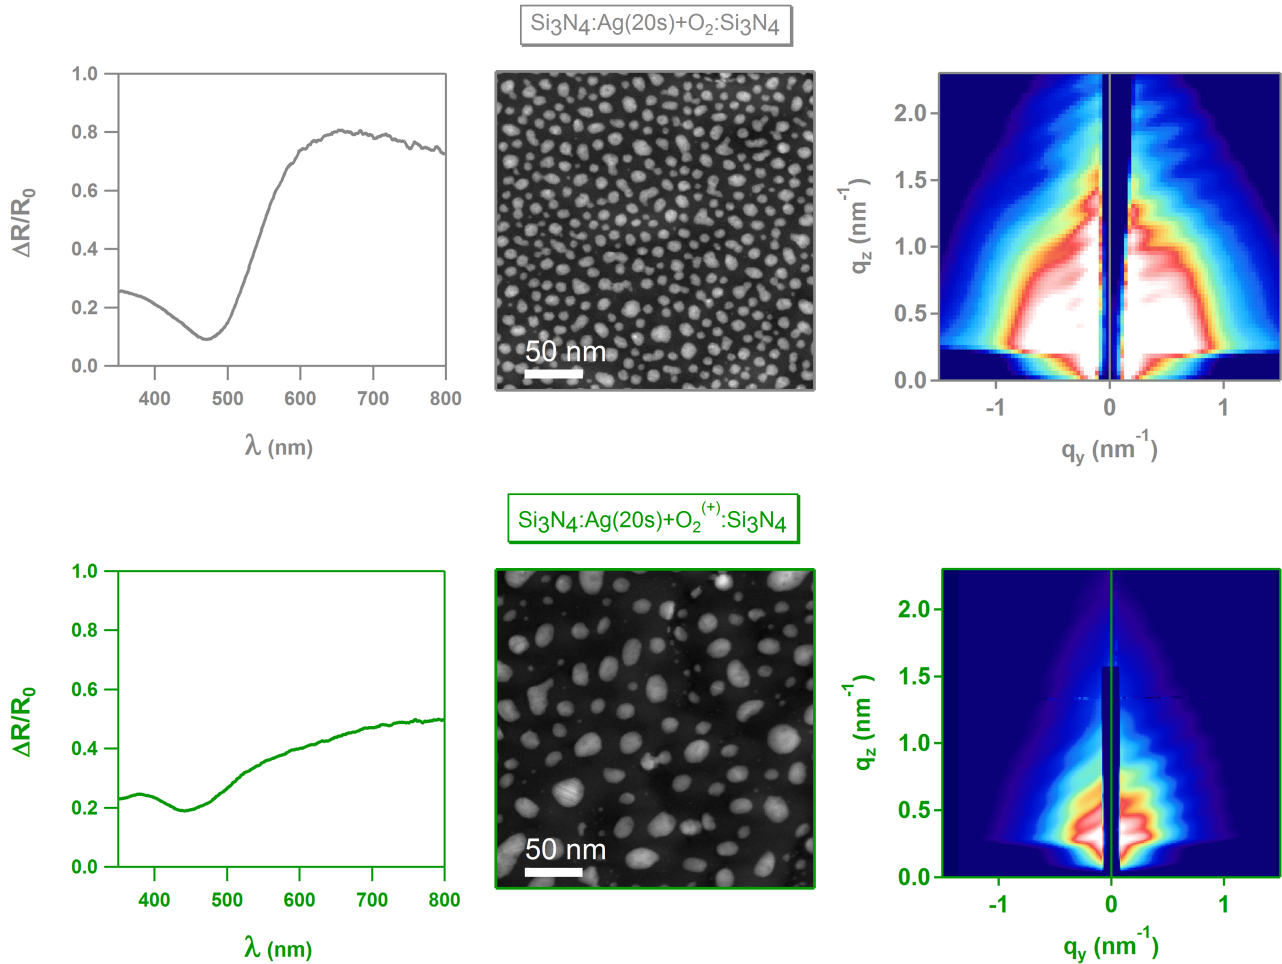 Si3N4:Ag(20s)+O2:Si3N4
1.0
0.8
0.6
0.4
0.2
0.0
ΔR/R0
400 500 600 700 800
λ (nm)
50 nm
2.0
1.5
1.0
0.5
0.0
qz (nm-1)
-1 0 1
qy (nm-1)
Si3N4:Ag(20s)+O2(+):Si3N4
1.0
0.8
0.6
0.4
0.2
0.0
ΔR/R0
400 500 600 700 800
λ (nm)
50 nm
2.0
1.5
1.0
0.5
0.0
qz (nm-1)
-1 0 1
qy (nm-1)